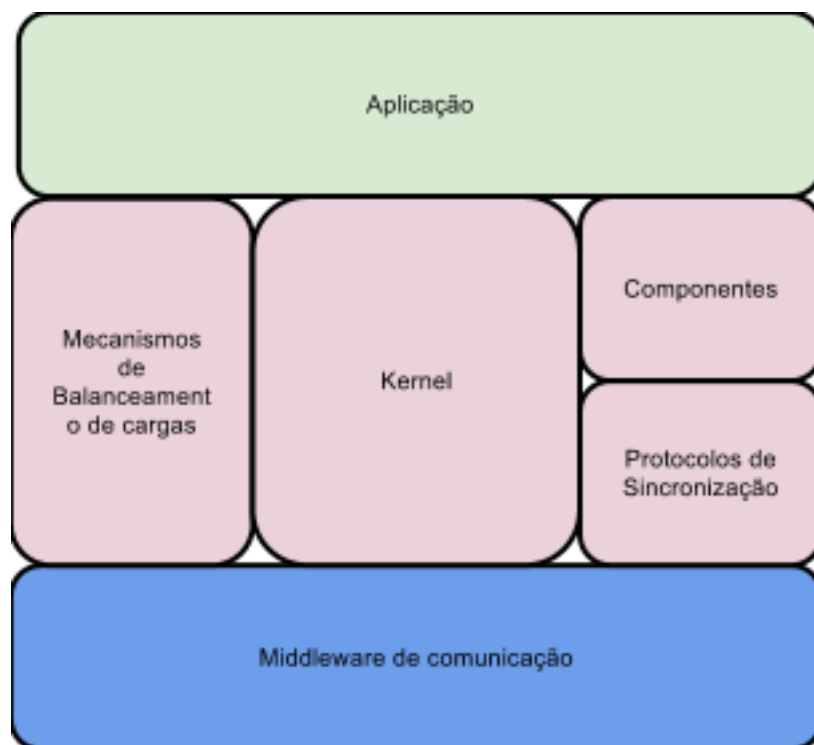 Aplicação
Mecanismos
de
Balanceament
o de cargas
Kernel
Componentes
Protocolos de
Sincronização
Middleware de comunicação